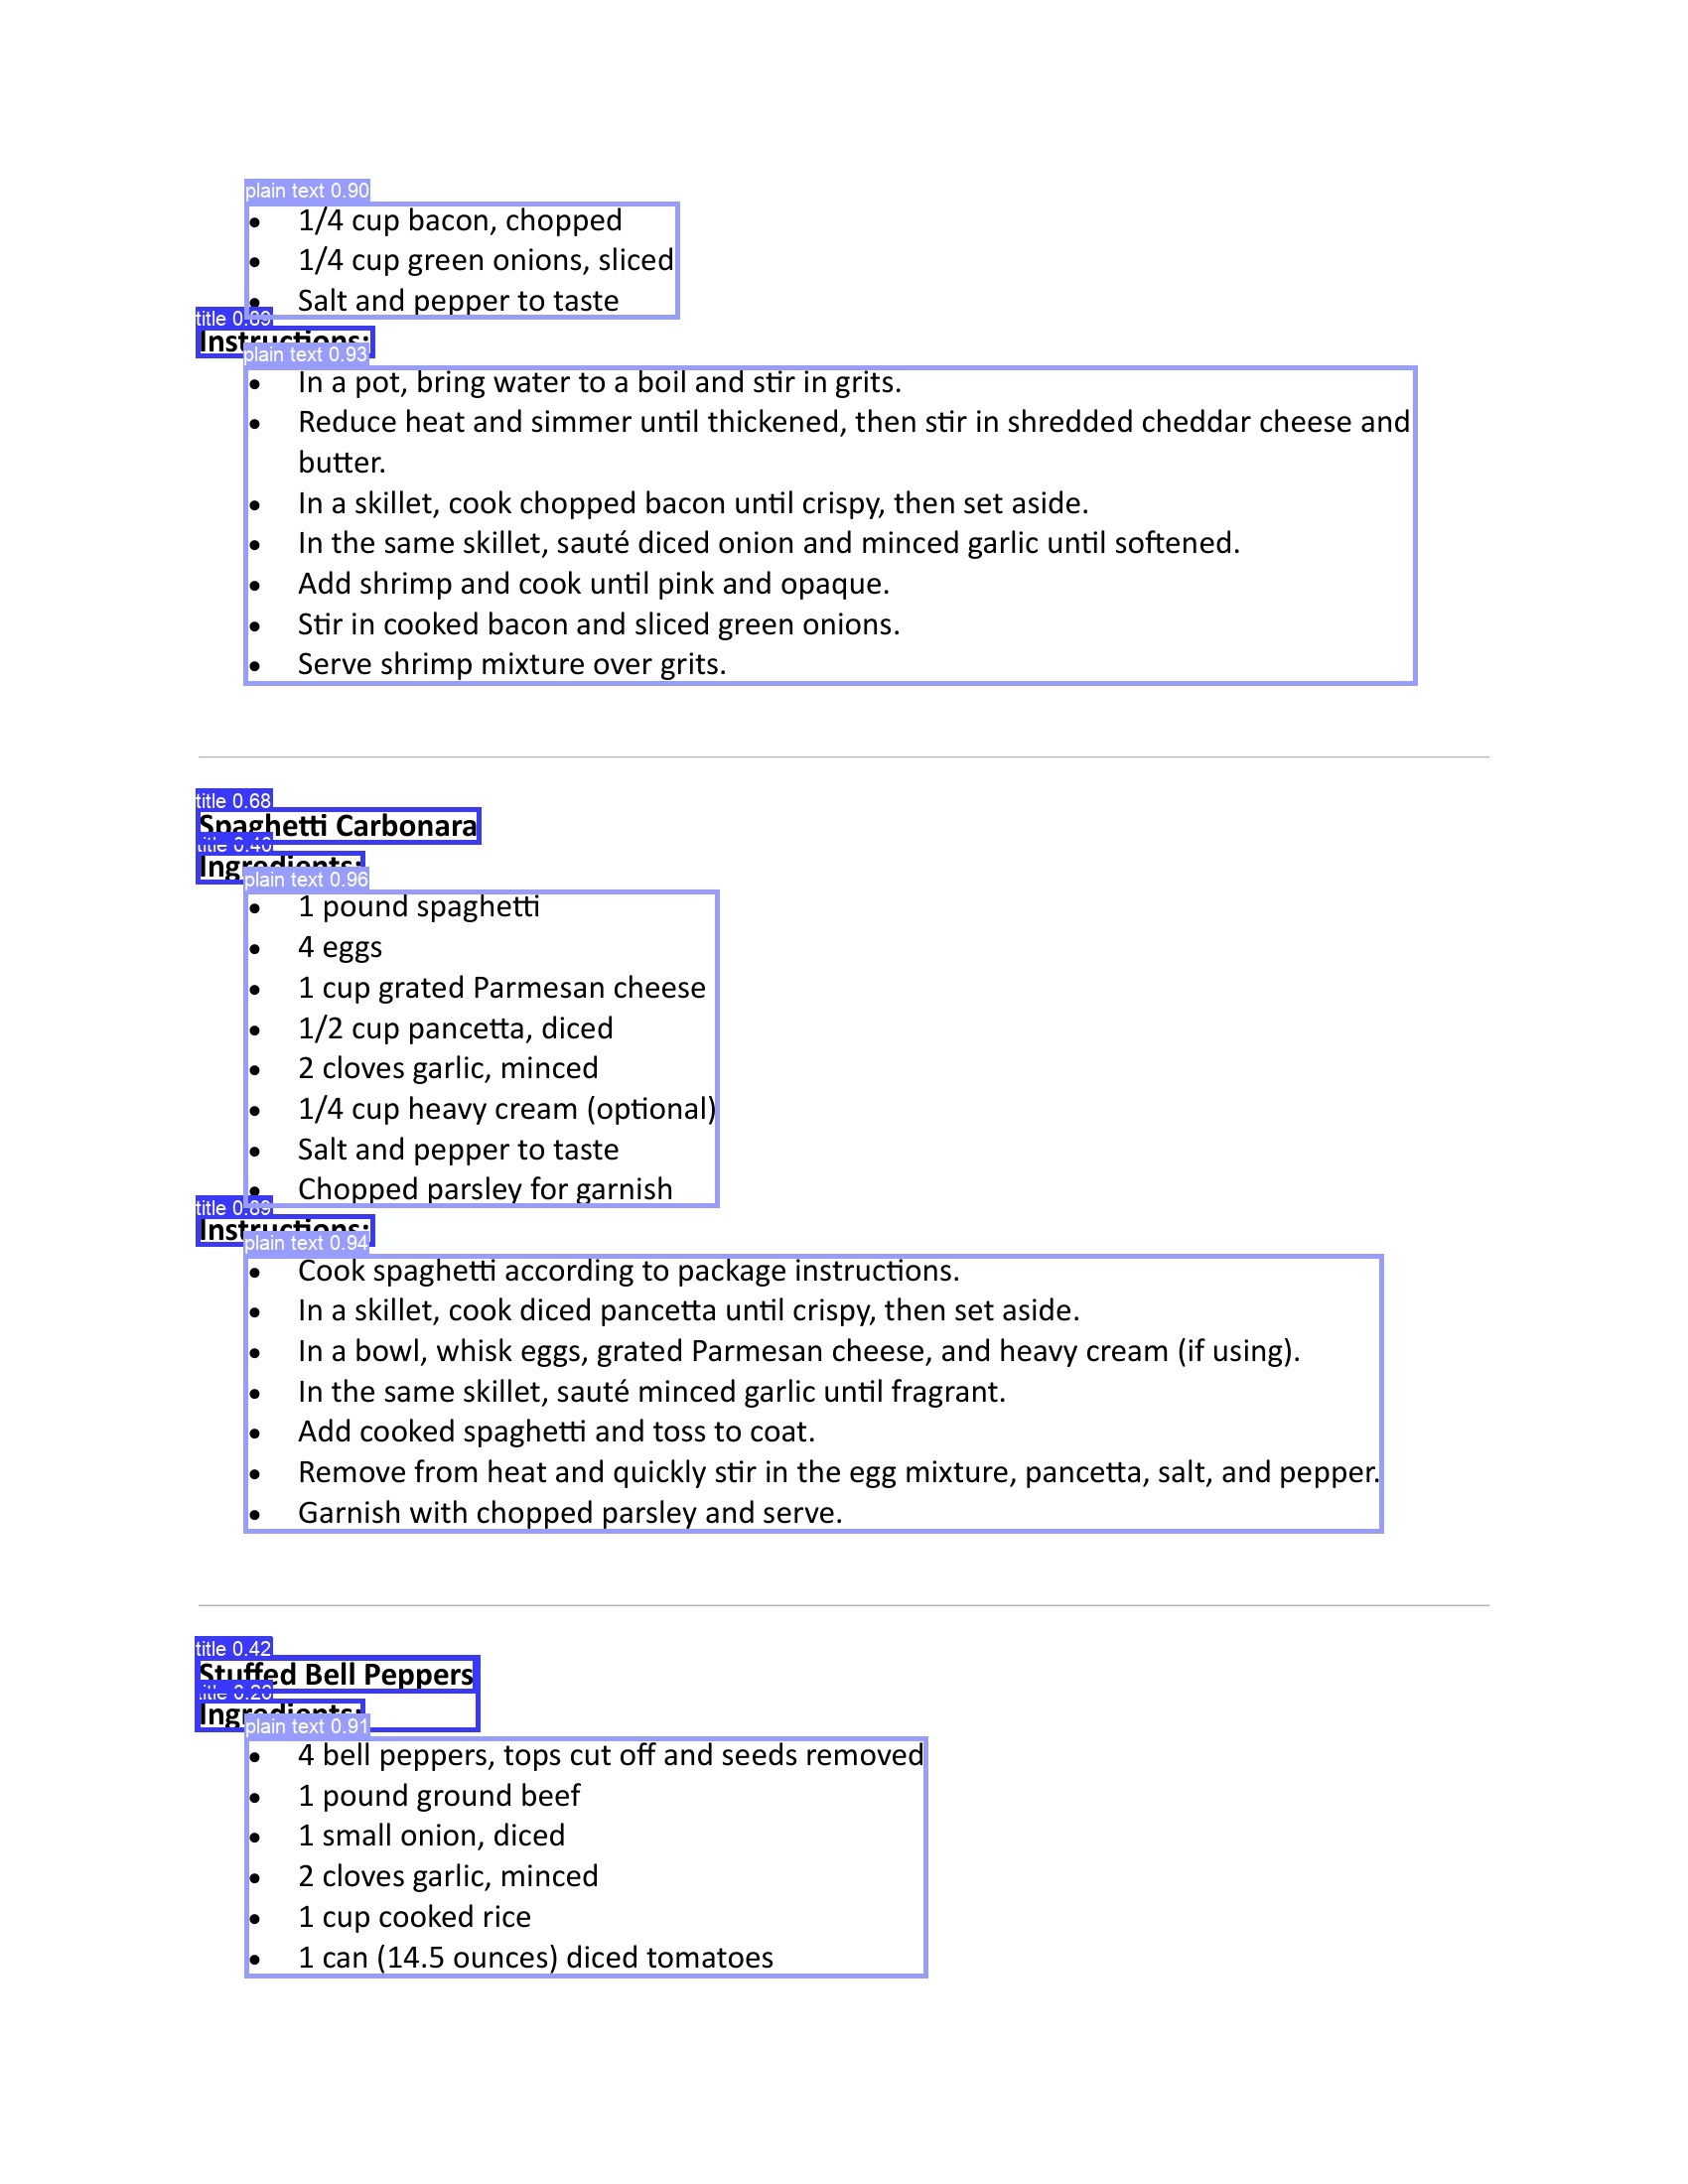 plain text 0.90
• 1/4 cup bacon, chopped
• 1/4 cup green onions, sliced
• Salt and pepper to taste
title 0.89
Instructions:
plain text 0.93
• In a pot, bring water to a boil and stir in grits.
• Reduce heat and simmer until thickened, then stir in shredded cheddar cheese and
butter.
• In a skillet, cook chopped bacon until crispy, then set aside.
• In the same skillet, sauté diced onion and minced garlic until softened.
• Add shrimp and cook until pink and opaque.
• Stir in cooked bacon and sliced green onions.
• Serve shrimp mixture over grits.
title 0.68
Spaghetti Carbonara
title
Ingredients:
plain text 0.96
• 1 pound spaghetti
• 4 eggs
• 1 cup grated Parmesan cheese
• 1/2 cup pancetta, diced
• 2 cloves garlic, minced
• 1/4 cup heavy cream (optional)
• Salt and pepper to taste
• Chopped parsley for garnish
title 0.89
Instructions:
plain text 0.94
• Cook spaghetti according to package instructions.
• In a skillet, cook diced pancetta until crispy, then set aside.
• In a bowl, whisk eggs, grated Parmesan cheese, and heavy cream (if using).
• In the same skillet, sauté minced garlic until fragrant.
• Add cooked spaghetti and toss to coat.
• Remove from heat and quickly stir in the egg mixture, pancetta, salt, and pepper.
• Garnish with chopped parsley and serve.
title 0.42
Stuffed Bell Peppers
title
Ingredients:
plain text 0.91
• 4 bell peppers, tops cut off and seeds removed
• 1 pound ground beef
• 1 small onion, diced
• 2 cloves garlic, minced
• 1 cup cooked rice
• 1 can (14.5 ounces) diced tomatoes